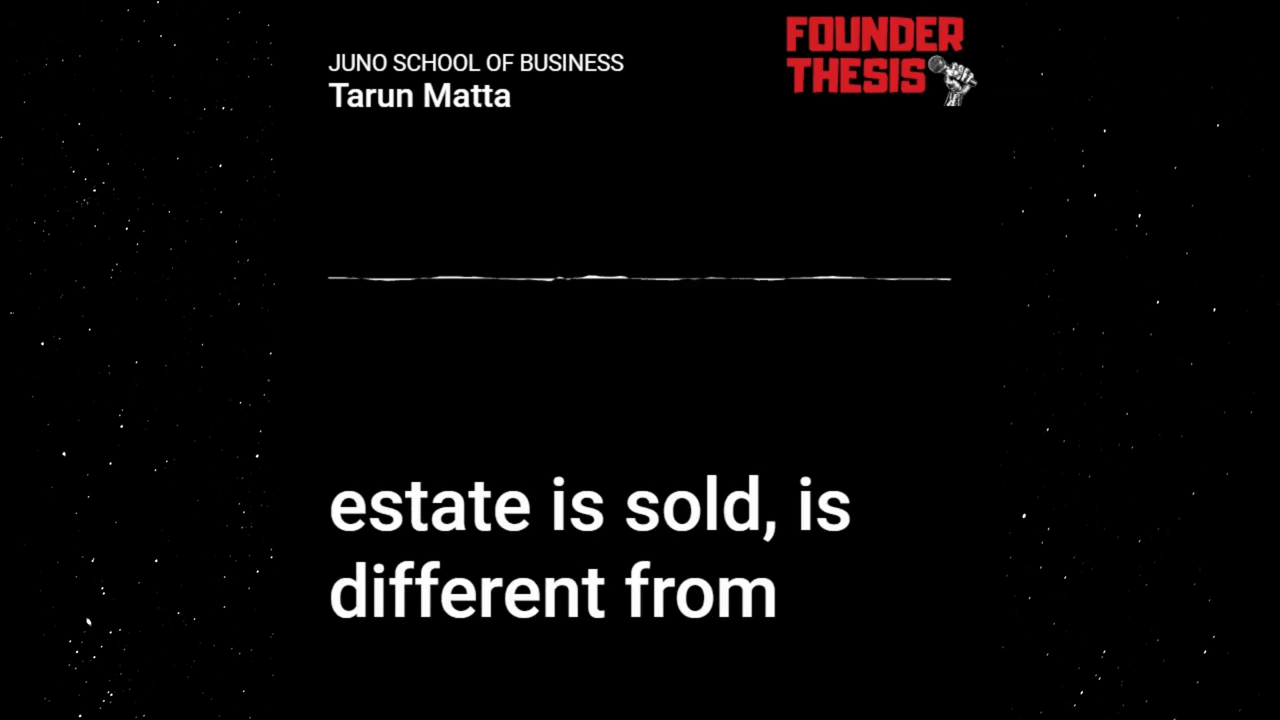 JUNO SCHOOL OF BUSINESS
Tarun Matta
FOUNDER
THESIS
estate is sold, is
different from